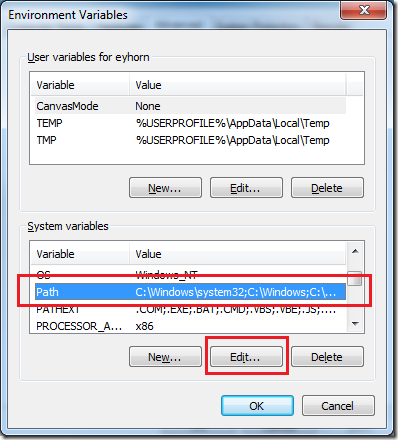 Environment Variables
User variables for eyhorn
Variable Value
CanvasMode None
TEMP %USERPROFILE%\AppData\Local\Temp
TMP %USERPROFILE%\AppData\Local\Temp
New... Edit... Delete
System variables
Variable Value
OS Windows_NT
Path C:\Windows\system32;C:\Windows;C:\...
PATHEXT .COM;.EXE;.BAT;.CMD;.VBS;.VBE;.JS;....
PROCESSOR_A... x86
New... Edit... Delete
OK Cancel